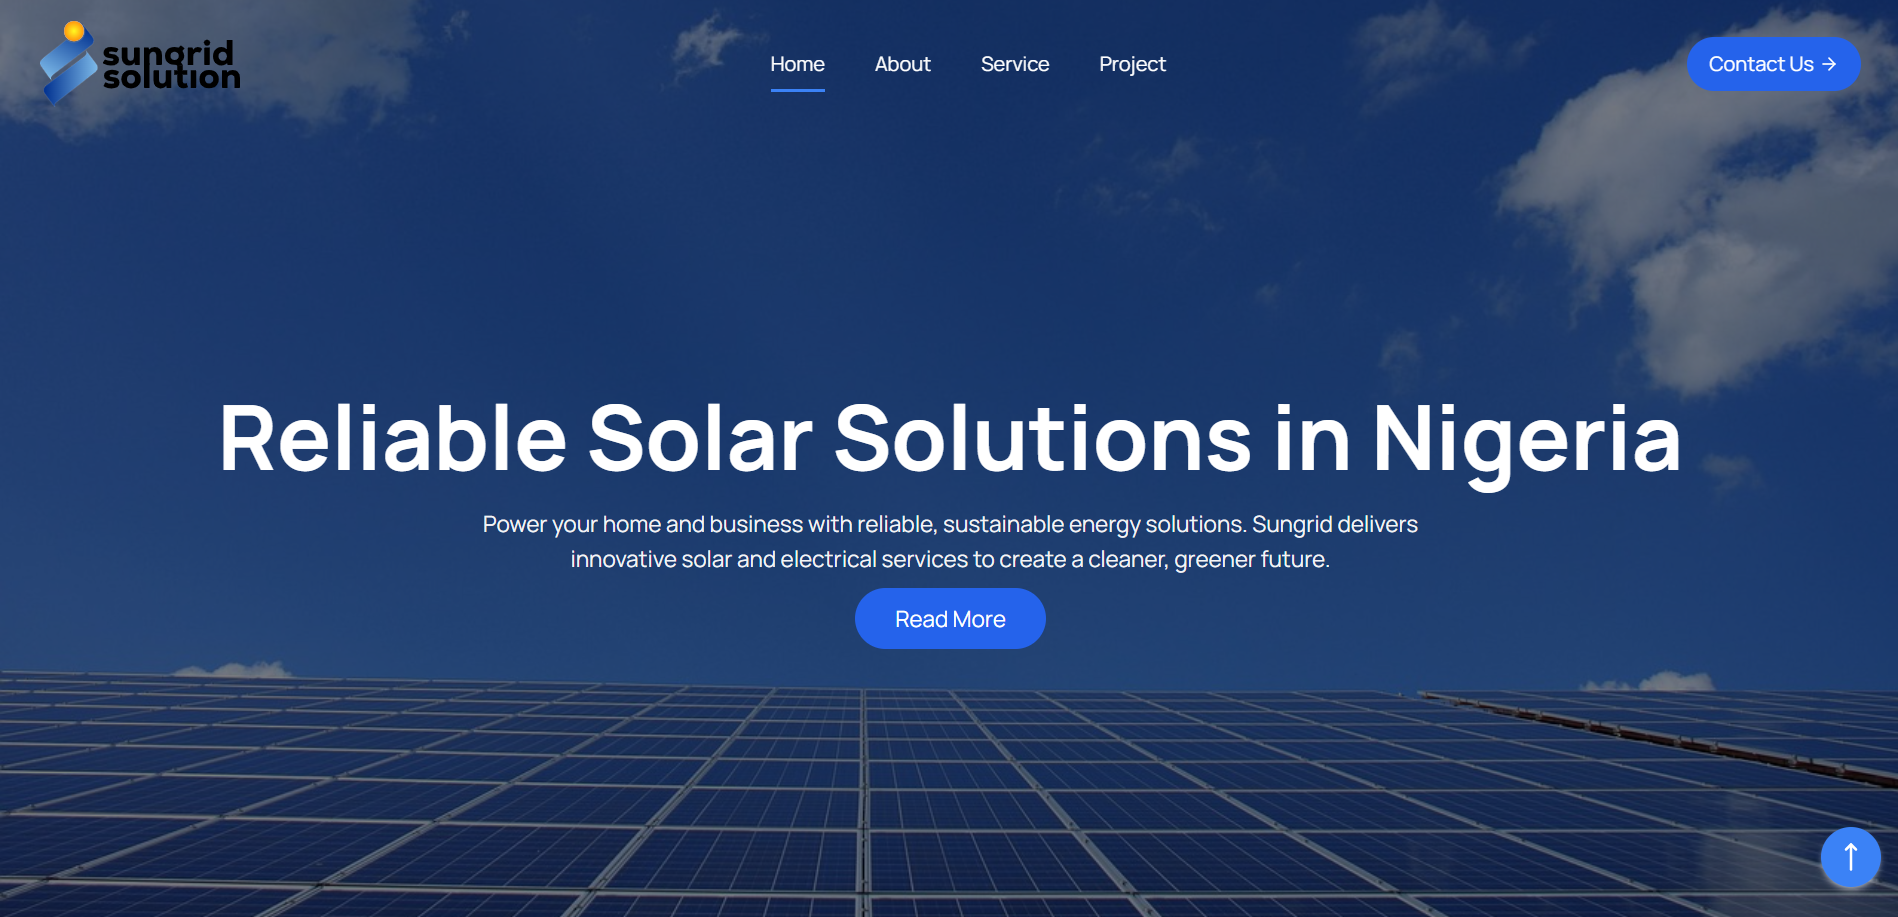 sungrid
solution
Home
About
Service
Project
Contact Us →
Reliable Solar Solutions in Nigeria
Power your home and business with reliable, sustainable energy solutions. Sungrid delivers
innovative solar and electrical services to create a cleaner, greener future.
Read More